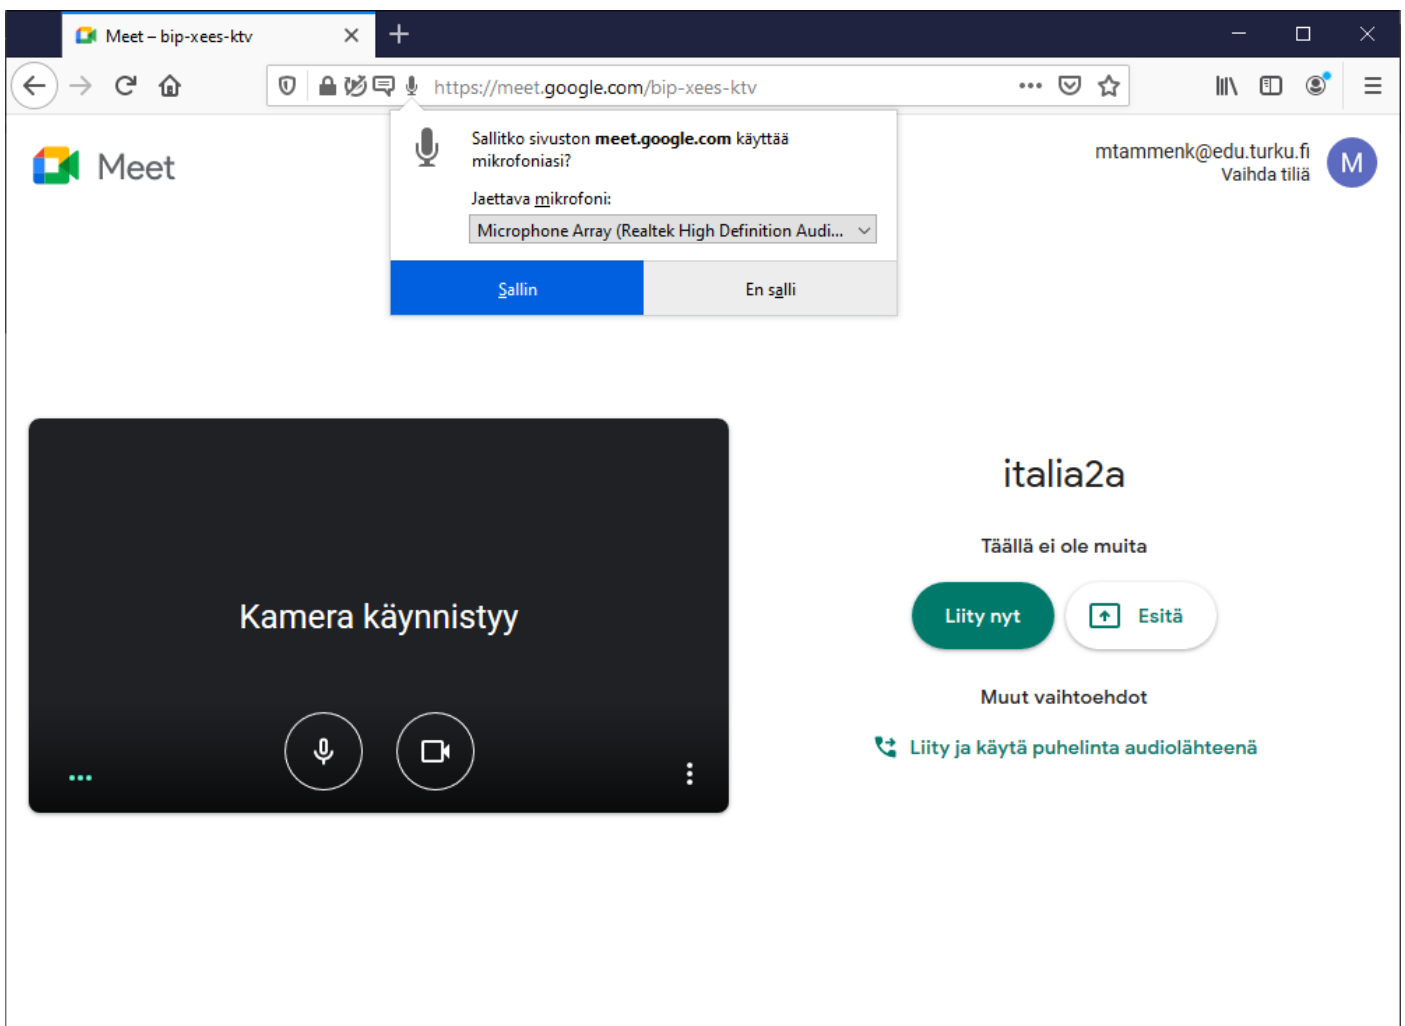 Meet – bip-xees-ktv
https://meet.google.com/bip-xees-ktv
Sallitko sivuston meet.google.com käyttää
mikrofoniasi?
Jaettava mikrofoni:
Microphone Array (Realtek High Definition Audi...
Sallin
En salli
Meet
mtammenk@edu.turku.fi
Vaihda tiliä
M
Kamera käynnistyy
italia2a
Täällä ei ole muita
Liity nyt
Esitä
Muut vaihtoehdot
Liity ja käytä puhelinta audiolähteenä